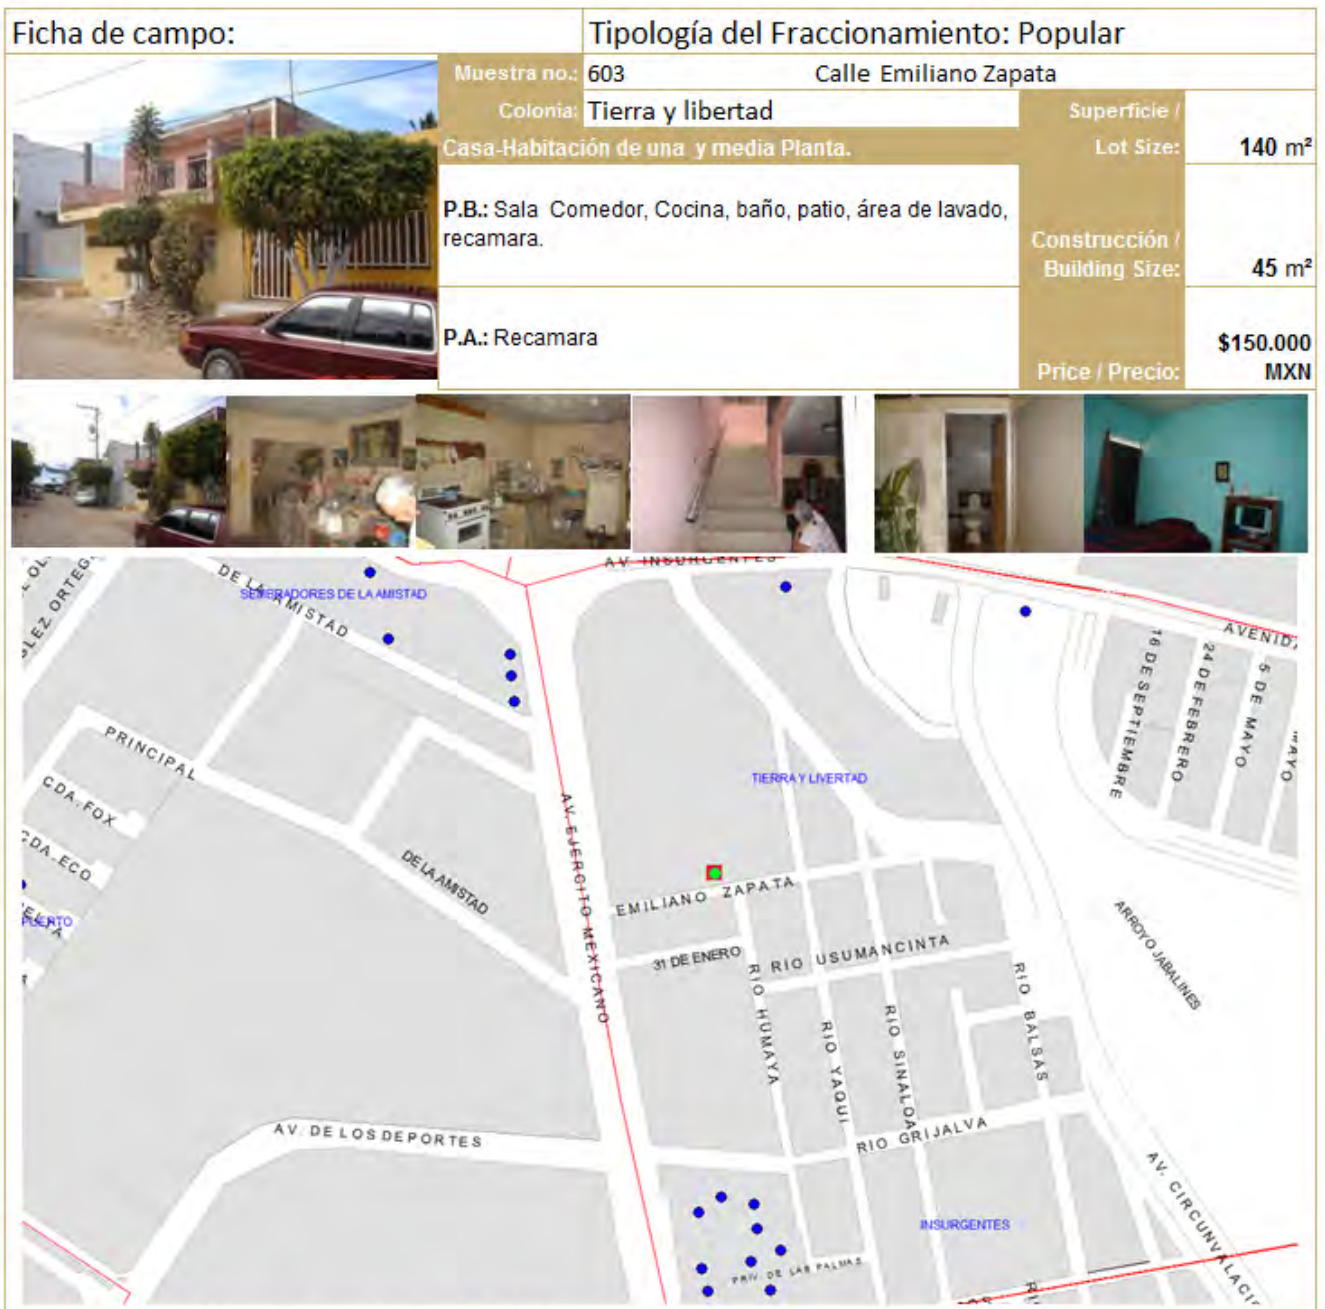 Ficha de campo:
Tipología del Fraccionamiento: Popular
Muestra no.: 603 Calle Emiliano Zapata
Colonia: Tierra y libertad
Superficie /
Lot Size: 140 m²
Casa-Habitación de una y media Planta.
P.B.: Sala Comedor, Cocina, baño, patio, área de lavado,
recamara.
Construcción /
Building Size: 45 m²
P.A.: Recamara
Price / Precio: $150.000
MXN
AV. INSURGENTES
DE LA AMISTAD
SEMBRADORES DE LA AMISTAD
GLEZ. ORTEG
AVENIDA
16 DE SEPTIEMBRE
24 DE FEBRERO
5 DE MAYO
MAYO
PRINCIPAL
TIERRA Y LIVERTAD
CDA. FOX
CDA. ECO
AV. EJERCITO MEXICANO
DE LA AMISTAD
EMILIANO ZAPATA
PUERTO
31 DE ENERO
RIO USUMANCINTA
ARROYO JABALINES
RIO HUMAYA
RIO YAQUI
RIO SINALOA
RIO BALSAS
AV. DE LOS DEPORTES
RIO GRIJALVA
AV. CIRCUNVALACI
INSURGENTES
PRIV. DE LAS PALMAS